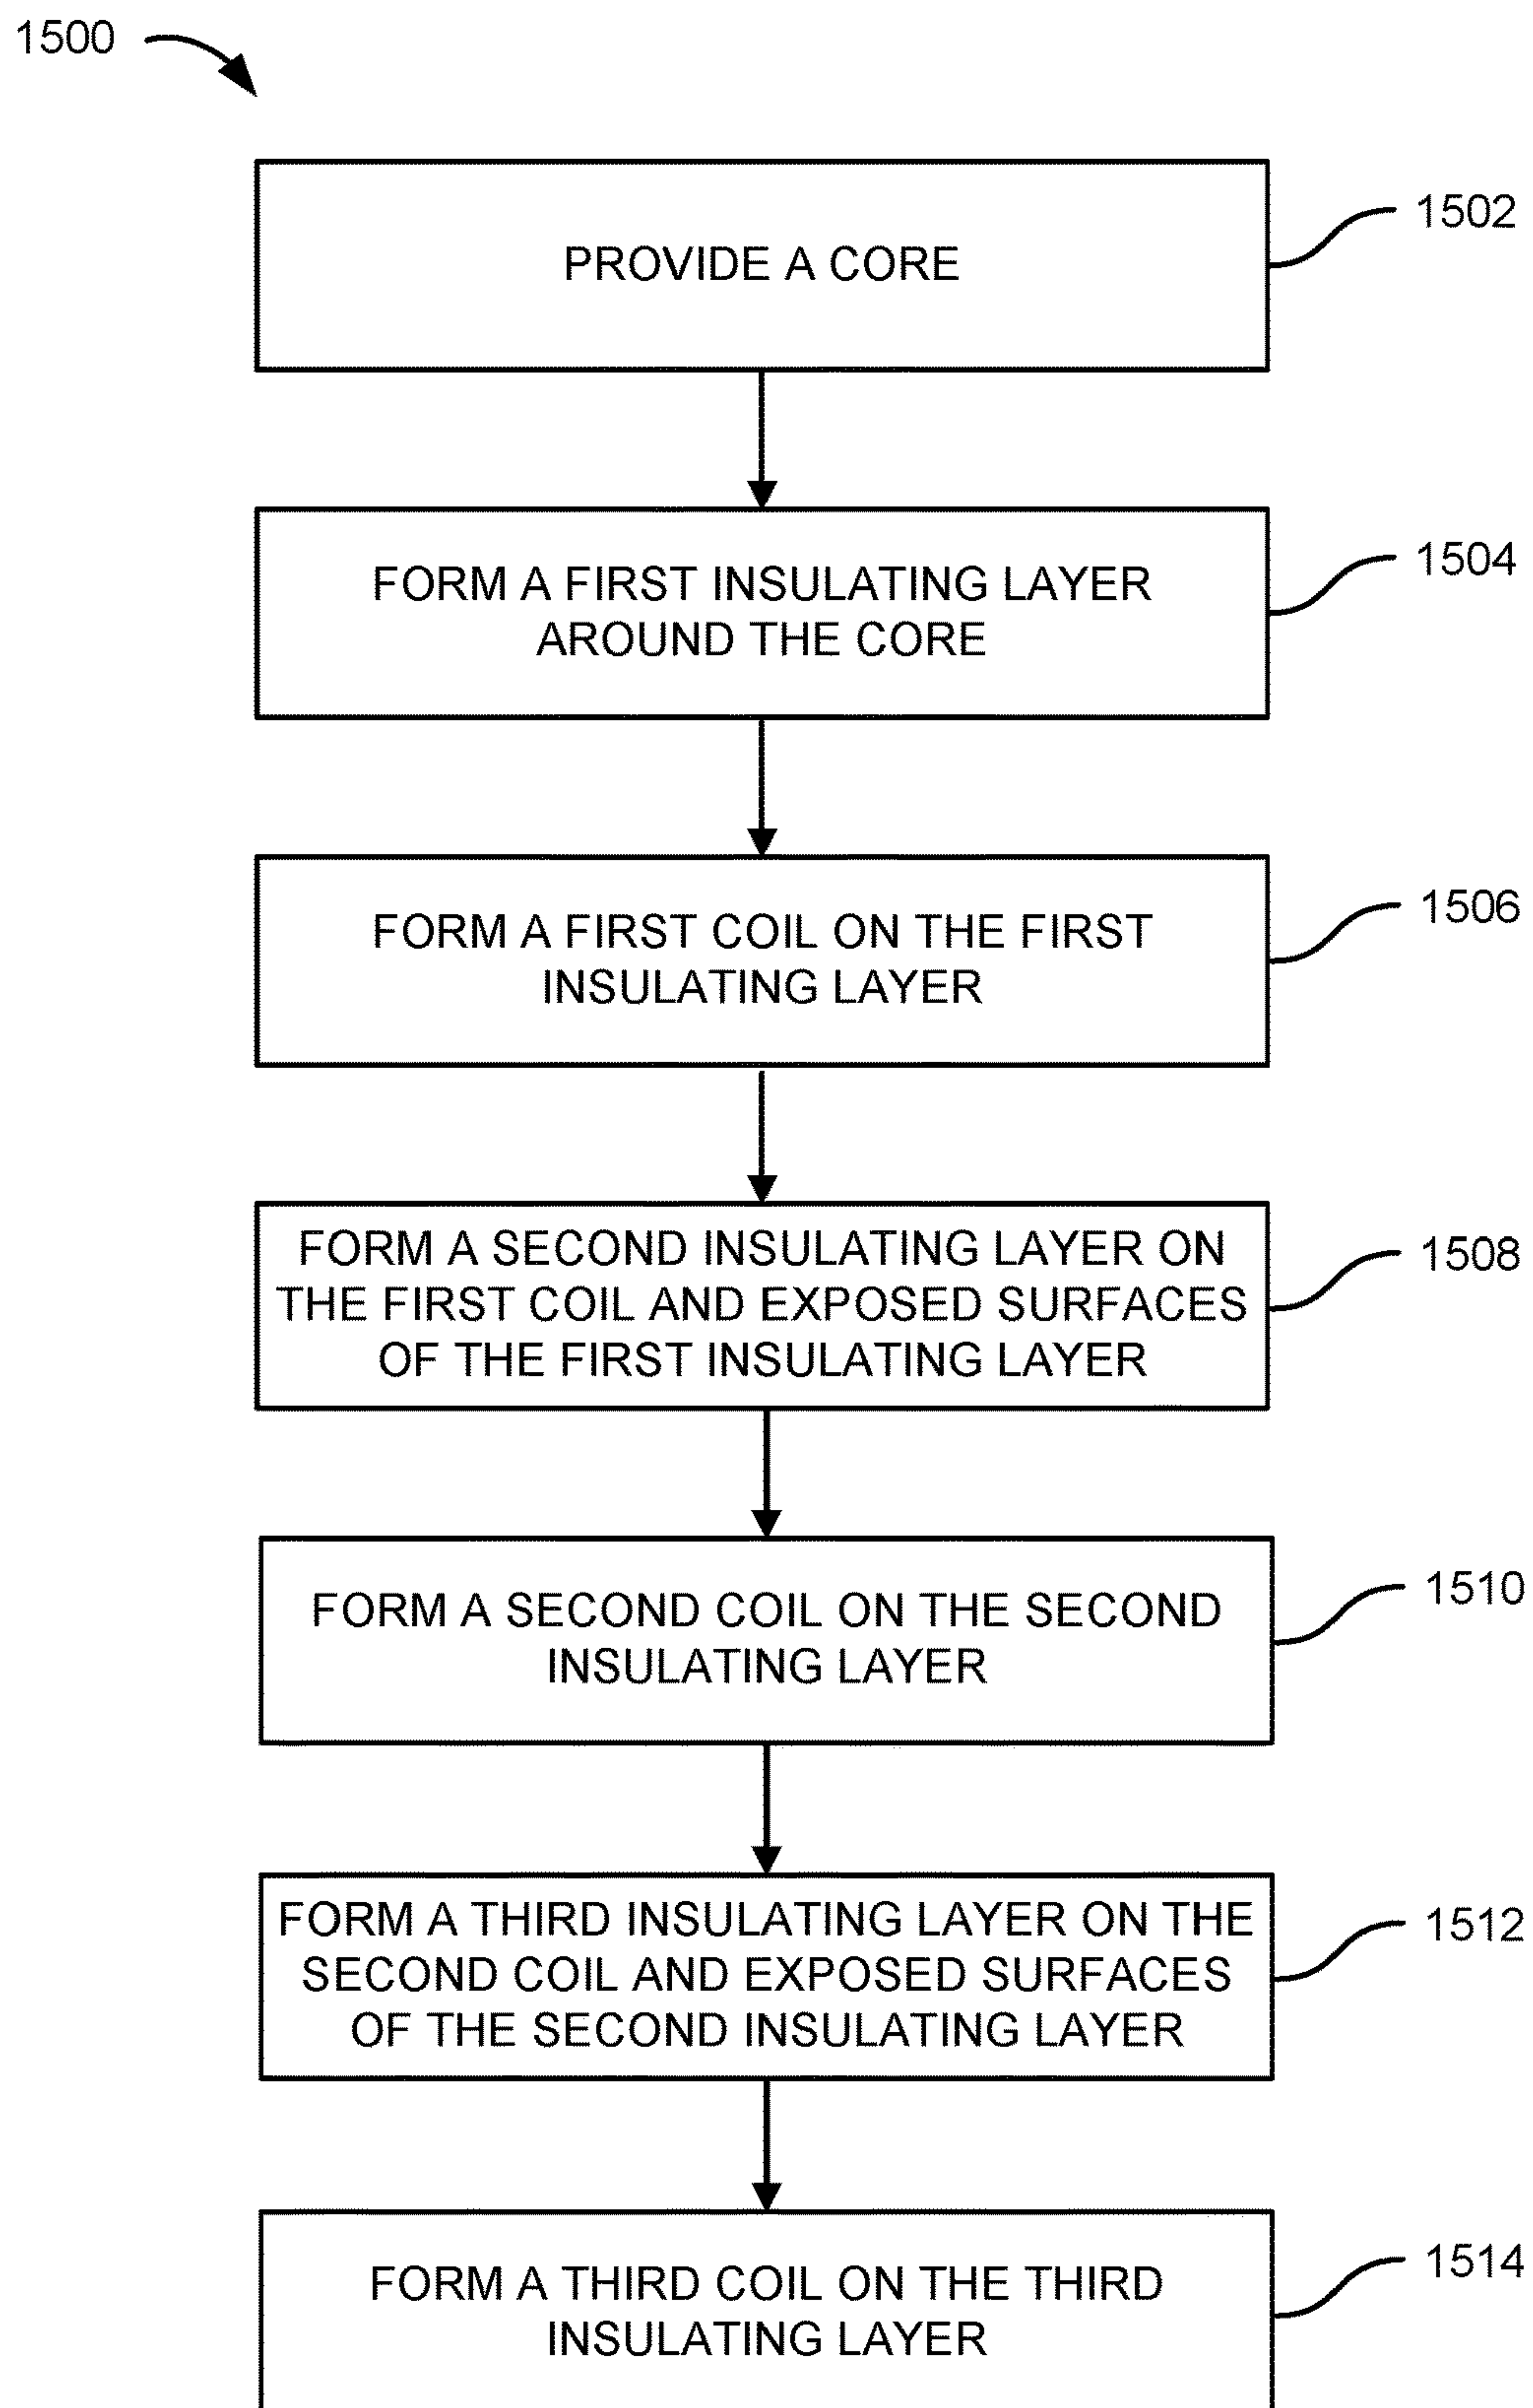 1500
PROVIDE A CORE
1502
FORM A FIRST INSULATING LAYER
AROUND THE CORE
1504
FORM A FIRST COIL ON THE FIRST
INSULATING LAYER
1506
FORM A SECOND INSULATING LAYER ON
THE FIRST COIL AND EXPOSED SURFACES
OF THE FIRST INSULATING LAYER
1508
FORM A SECOND COIL ON THE SECOND
INSULATING LAYER
1510
FORM A THIRD INSULATING LAYER ON THE
SECOND COIL AND EXPOSED SURFACES
OF THE SECOND INSULATING LAYER
1512
FORM A THIRD COIL ON THE THIRD
INSULATING LAYER
1514